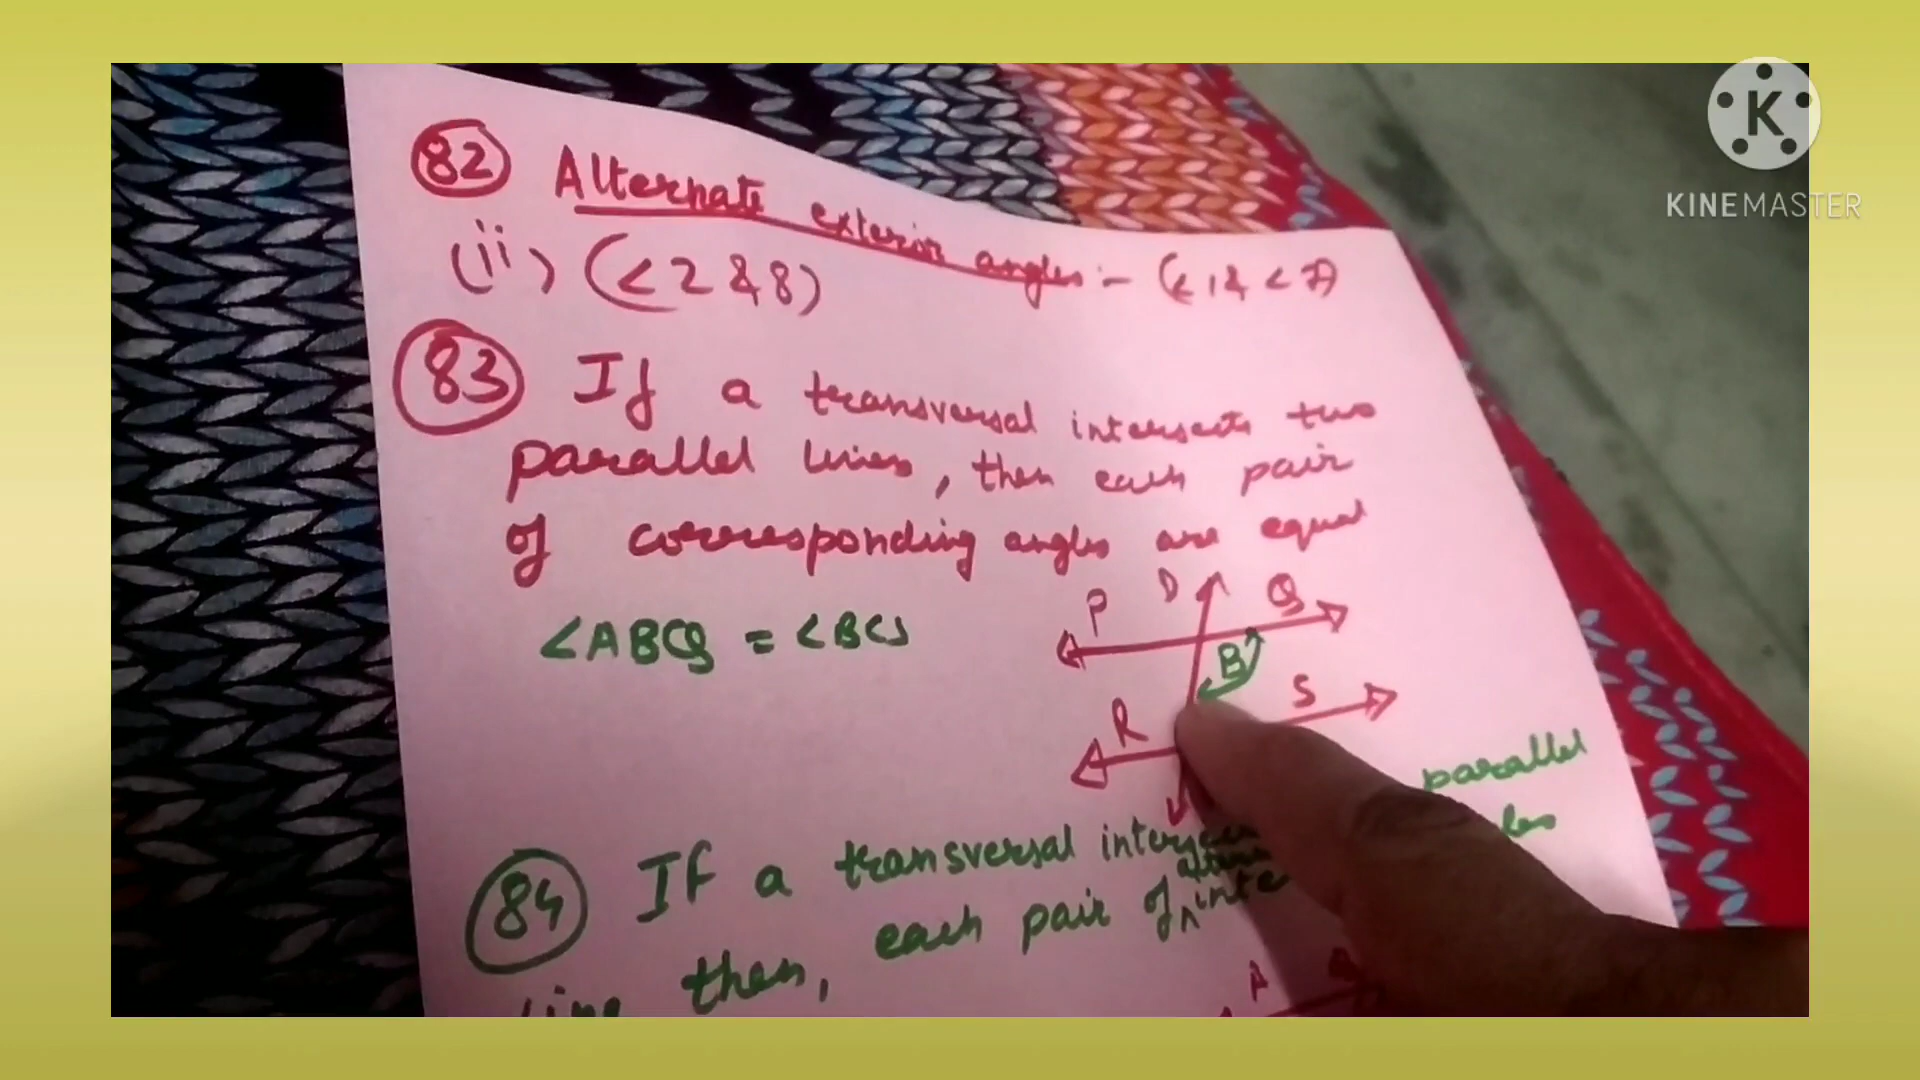 82 Alternate exterior angles :- (<1 & <7)
(ii) (<2 & 8)
83 If a transversal intersects two
parallel lines, then each pair
of corresponding angles are equal
∠ABQ = ∠BCS
P D Q
B
R S
84 If a transversal parallel
line then, each pair of
A
K
KINEMASTER